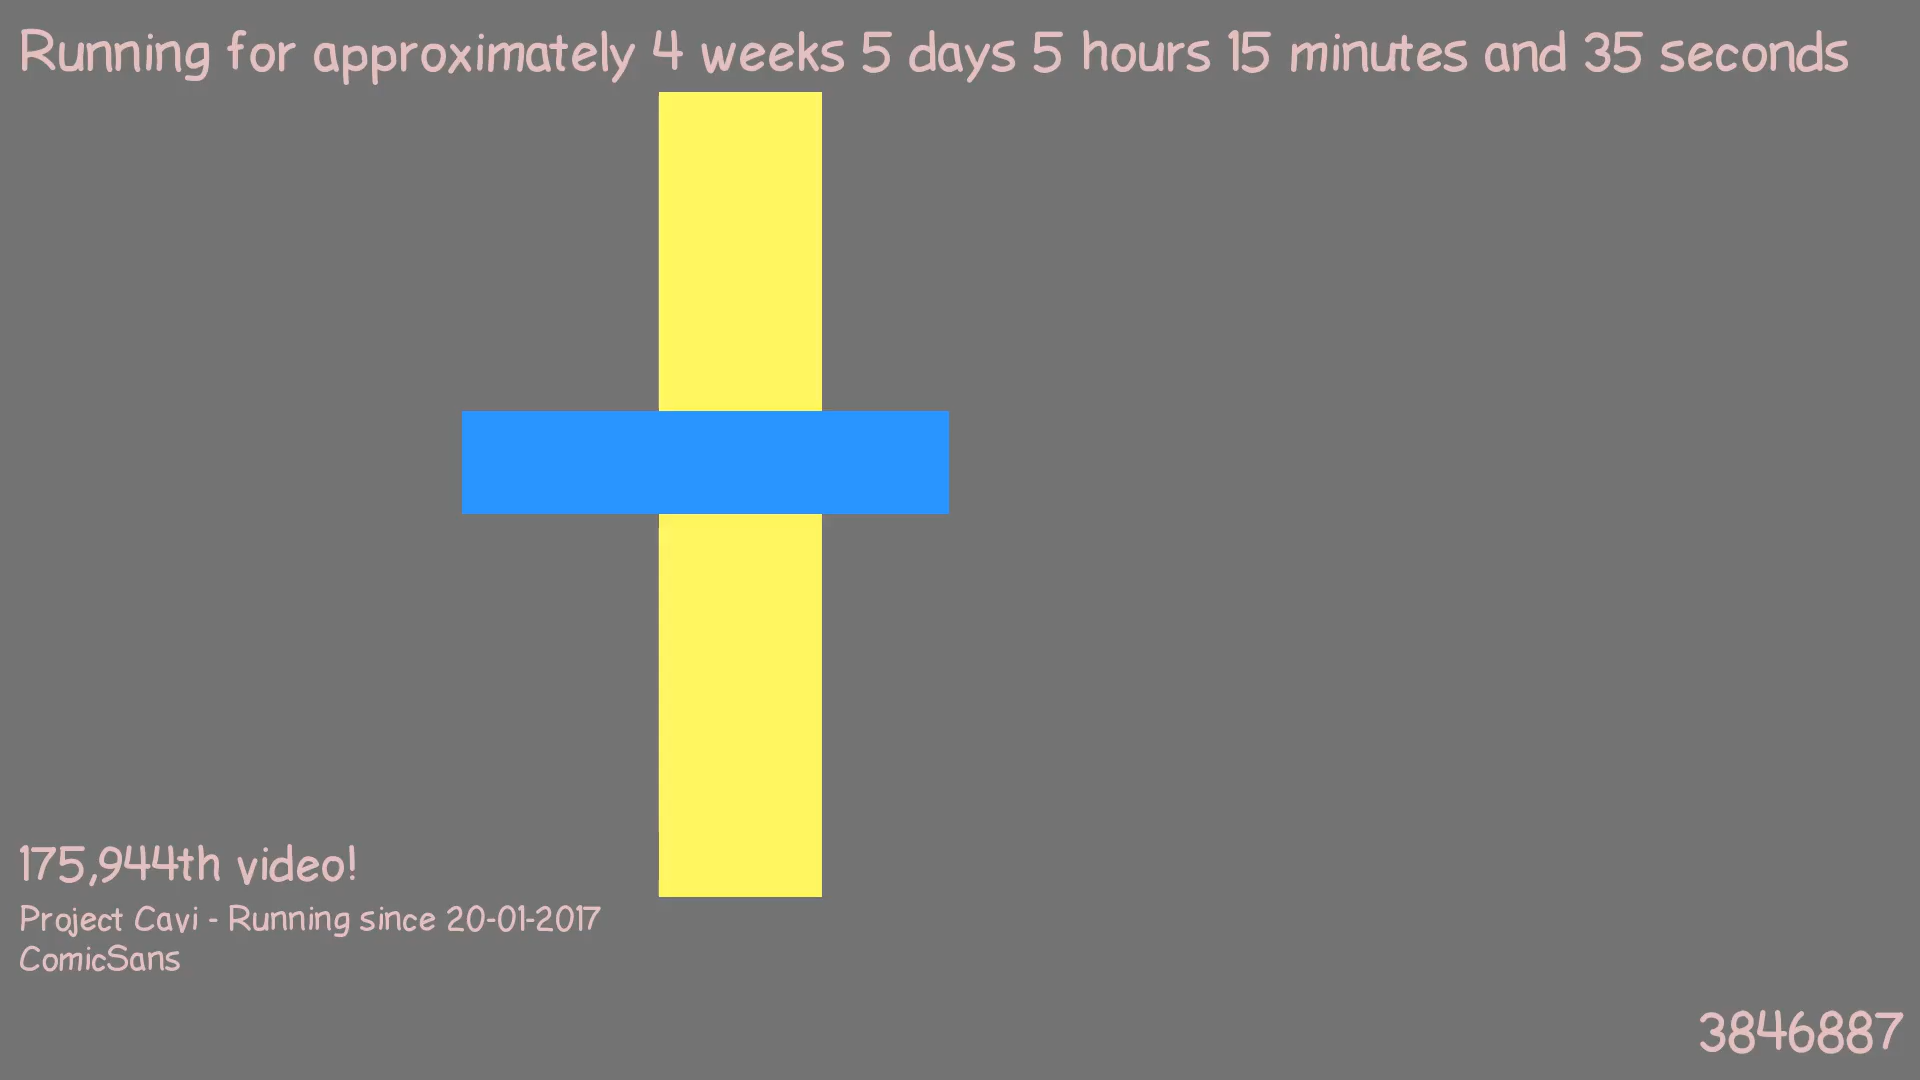 Running for approximately 4 weeks 5 days 5 hours 15 minutes and 35 seconds
175,944th video!
Project Cavi - Running since 20-01-2017
ComicSans
3846887